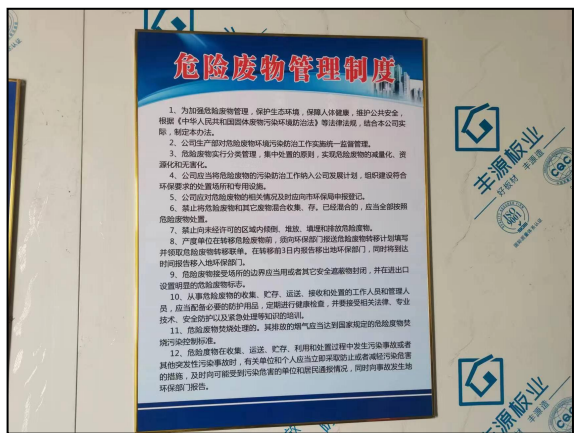 危险废物管理制度
1、为加强危险废物管理，保护生态环境，保障人体健康，维护公共安全，
根据《中华人民共和国固体废物污染环境防治法》等法律法规，结合本公司实
际，制定本办法。
2、公司生产部对危险废物环境污染防治工作实施统一监督管理。
3、危险废物实行分类管理，集中处置的原则，实现危险废物的减量化、资
源化和无害化。
4、公司应当将危险废物的污染防治工作纳入公司发展计划，组织建设符合
环保要求的处置场所和专用设施。
5、公司应对危险废物的相关情况及时应向市环保局申报登记。
6、禁止将危险废物和其它废物混合收集、存。已经混合的，应当全部按照
危险废物处置。
7、禁止向未经许可的区域内倾倒、堆放、填埋和排放危险废物。
8、产废单位在转移危险废物前，须向环保部门报送危险废物转移计划填写
并领取危险废物转移联单。在转移前3日内报告移出地环保部门，同时将到达
时间报告移入地环保部门。
9、危险废物接受场所的边界应当用或者其它安全遮蔽物封闭，并在进出口
设置明显的危险废物标志。
10、从事危险废物的收集、贮存、运送、接收和处置的工作人员和管理人
员，应当配备必要的防护用品，定期进行健康检查，并要接受相关法律、专业
技术、安全防护以及紧急处理等知识的培训。
11、危险废物焚烧处理的。其排放的烟气应当达到国家规定的危险废物焚
烧污染控制标准。
12、危险废物在收集、运送、贮存、利用和处置过程中发生污染事故或者
其他突发性污染事故时，有关单位和个人应当立即采取防止或者减轻污染危害
的措施，及时向可能受到污染危害的单位和居民通报情况，同时向事故发生地
环保部门报告。
丰源板业
好板材 丰源造
ISO
9001
CQC
丰源板业
好板材 丰源造
CQC